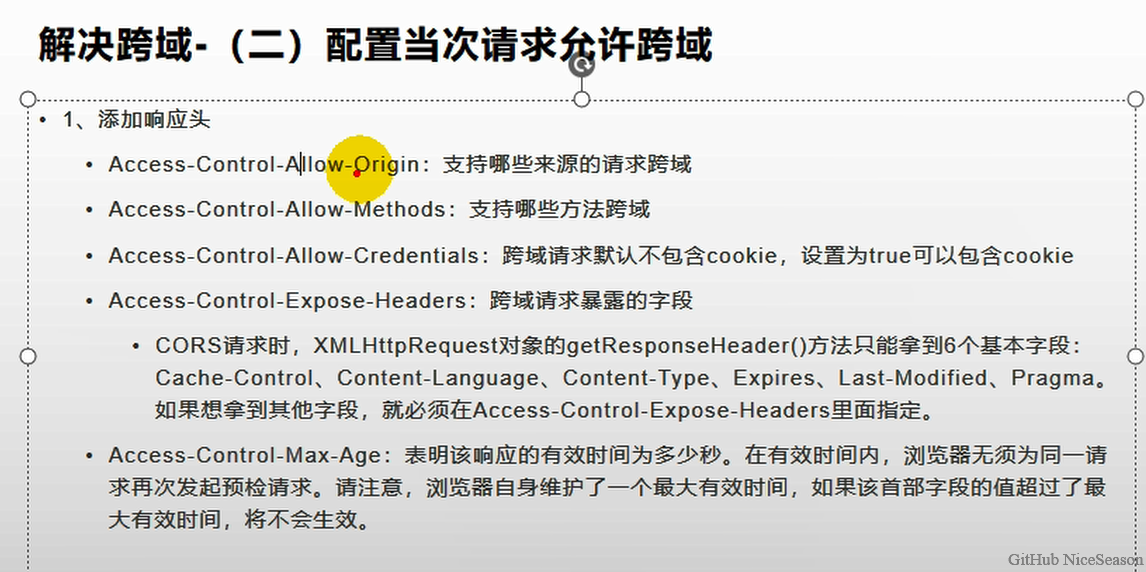 解决跨域-（二）配置当次请求允许跨域
• 1、添加响应头
• Access-Control-Allow-Origin：支持哪些来源的请求跨域
• Access-Control-Allow-Methods：支持哪些方法跨域
• Access-Control-Allow-Credentials：跨域请求默认不包含cookie，设置为true可以包含cookie
• Access-Control-Expose-Headers：跨域请求暴露的字段
• CORS请求时，XMLHttpRequest对象的getResponseHeader()方法只能拿到6个基本字段：
Cache-Control、Content-Language、Content-Type、Expires、Last-Modified、Pragma。
如果想拿到其他字段，就必须在Access-Control-Expose-Headers里面指定。
• Access-Control-Max-Age：表明该响应的有效时间为多少秒。在有效时间内，浏览器无须为同一请
求再次发起预检请求。请注意，浏览器自身维护了一个最大有效时间，如果该首部字段的值超过了最
大有效时间，将不会生效。
GitHub NiceSeason